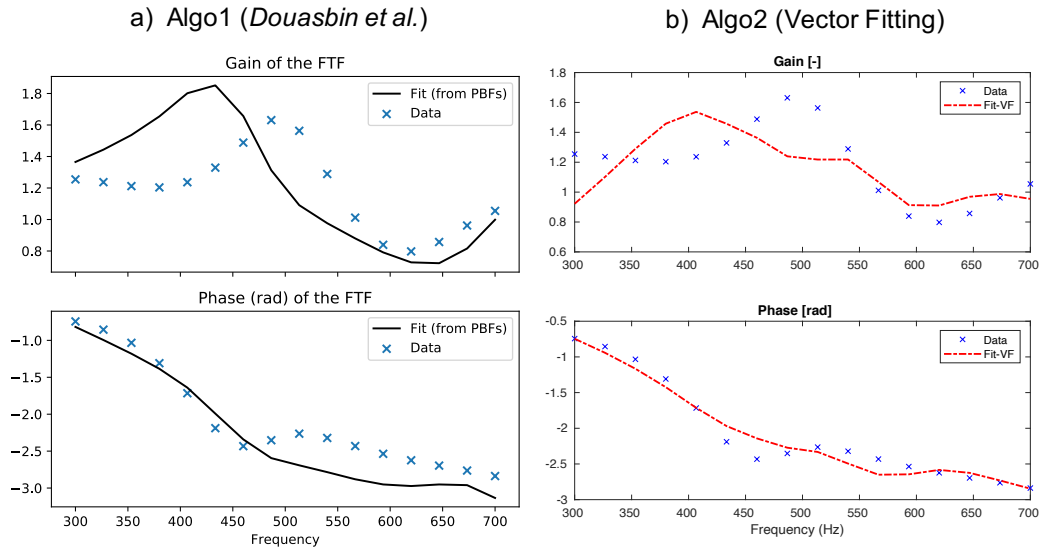 a) Algo1 (Douasbin et al.)
Gain of the FTF
1.8
1.6
1.4
1.2
1.0
0.8
Fit (from PBFs)
Data
Phase (rad) of the FTF
−1.0
−1.5
−2.0
−2.5
−3.0
Fit (from PBFs)
Data
300 350 400 450 500 550 600 650 700
Frequency
b) Algo2 (Vector Fitting)
Gain [-]
1.8
1.6
1.4
1.2
1
0.8
0.6
Data
Fit-VF
300 350 400 450 500 550 600 650 700
Phase [rad]
-0.5
-1
-1.5
-2
-2.5
-3
Data
Fit-VF
300 350 400 450 500 550 600 650 700
Frequency (Hz)